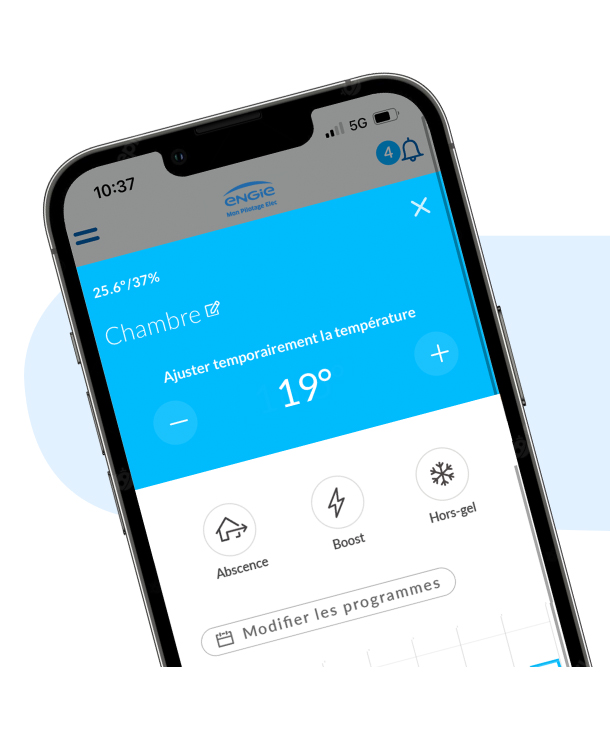 10:37
5G
4
ENGIE
Mon Pilotage Elec
25.6°/37%
Chambre
Ajuster temporairement la température
19°
Abscence
Boost
Hors-gel
Modifier les programmes